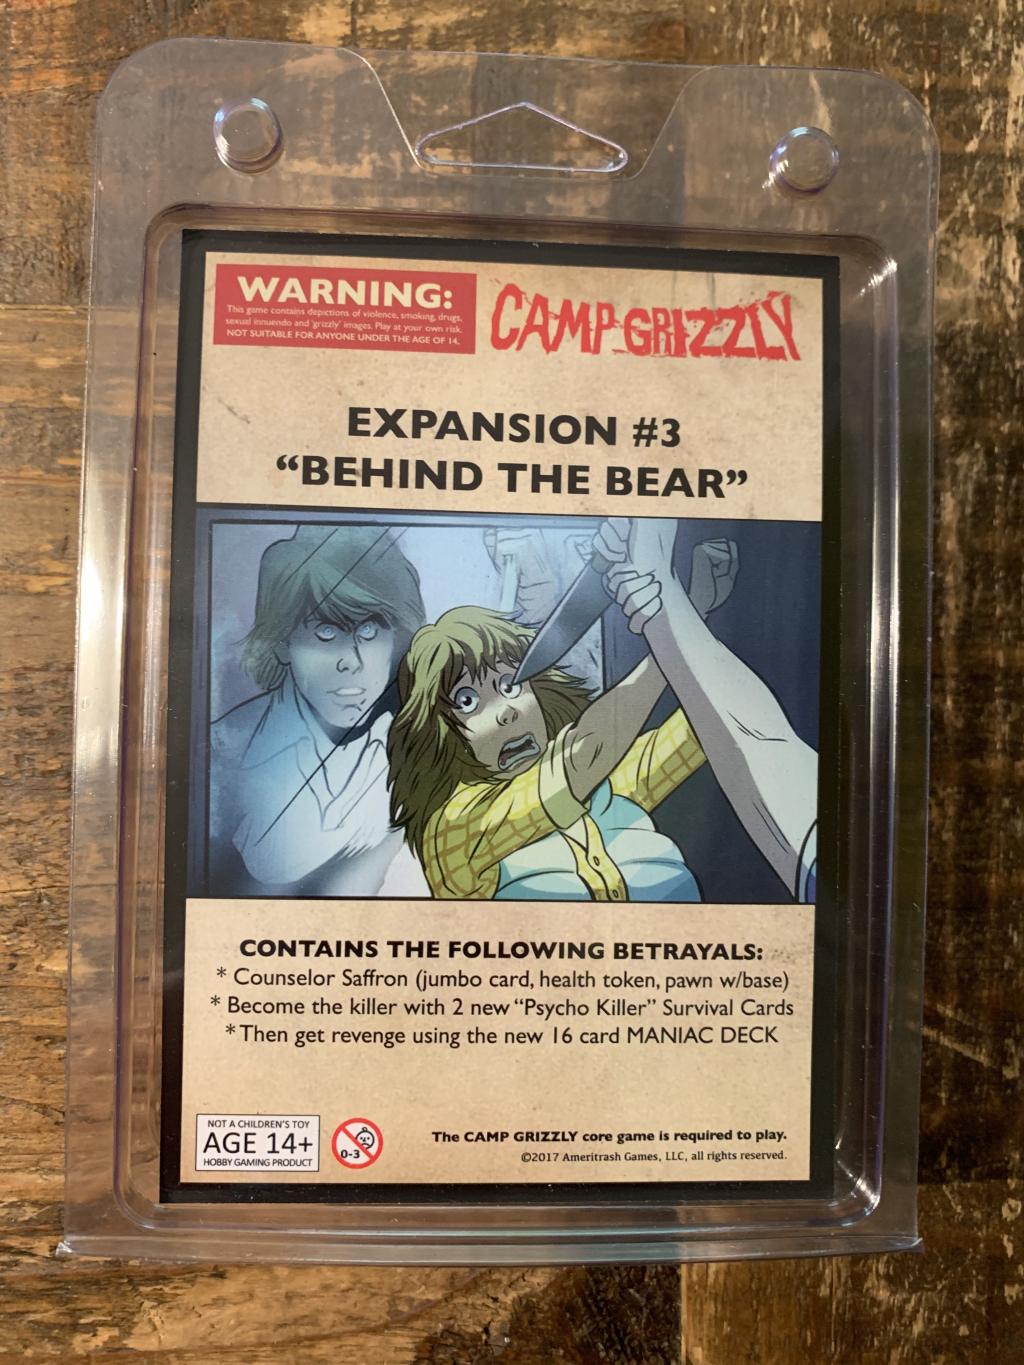 WARNING:
This game contains depictions of violence, smoking, drugs,
sexual innuendo and 'grizzly' images. Play at your own risk.
NOT SUITABLE FOR ANYONE UNDER THE AGE OF 14.
CAMP GRIZZLY
EXPANSION #3
“BEHIND THE BEAR”
CONTAINS THE FOLLOWING BETRAYALS:
* Counselor Saffron (jumbo card, health token, pawn w/base)
* Become the killer with 2 new “Psycho Killer” Survival Cards
* Then get revenge using the new 16 card MANIAC DECK
NOT A CHILDREN'S TOY
AGE 14+
HOBBY GAMING PRODUCT
0-3
The CAMP GRIZZLY core game is required to play.
©2017 Ameritrash Games, LLC, all rights reserved.